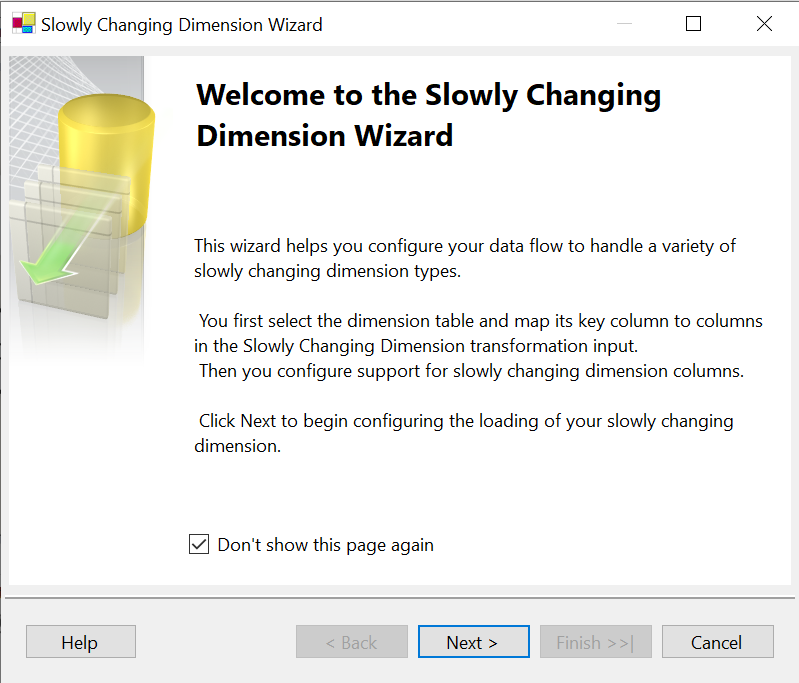 Slowly Changing Dimension Wizard
Welcome to the Slowly Changing
Dimension Wizard
This wizard helps you configure your data flow to handle a variety of
slowly changing dimension types.
You first select the dimension table and map its key column to columns
in the Slowly Changing Dimension transformation input.
Then you configure support for slowly changing dimension columns.
Click Next to begin configuring the loading of your slowly changing
dimension.
Don't show this page again
Help
< Back
Next >
Finish >>|
Cancel